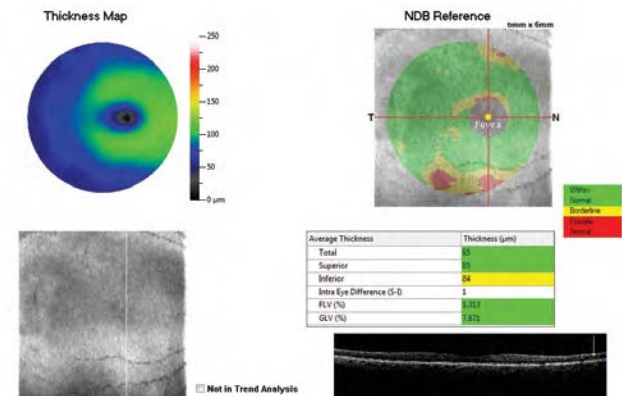 Thickness Map
NDB Reference
6mm x 6mm
250
200
150
100
50
0 µm
T
Fovea
N
Within
Normal
Borderline
Outside
Normal
Average Thickness Thickness (µm)
Total 85
Superior 85
Inferior 84
Intra Eye Difference (S-I) 1
FLV (%) 1.313
GLV (%) 7.671
Not in Trend Analysis